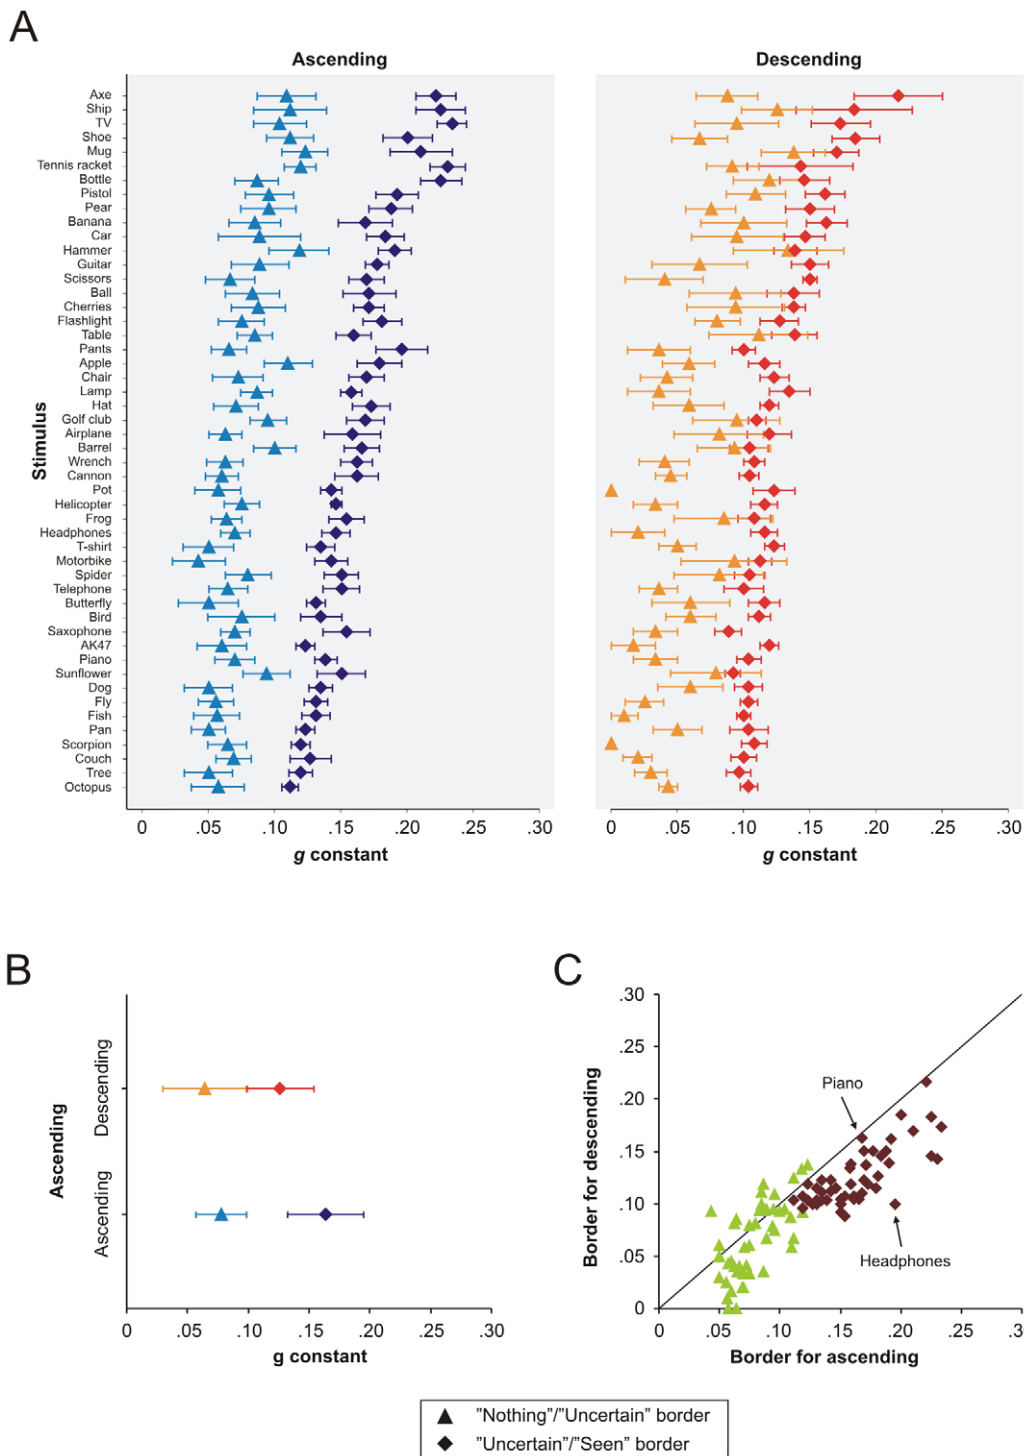 A
Ascending
Descending
Axe
Ship
TV
Shoe
Mug
Tennis racket
Bottle
Pistol
Pear
Banana
Car
Hammer
Guitar
Scissors
Ball
Cherries
Flashlight
Table
Pants
Apple
Chair
Lamp
Hat
Golf club
Airplane
Barrel
Wrench
Cannon
Pot
Helicopter
Frog
Headphones
T-shirt
Motorbike
Spider
Telephone
Butterfly
Bird
Saxophone
AK47
Piano
Sunflower
Dog
Fly
Fish
Pan
Scorpion
Couch
Tree
Octopus
Stimulus
0 .05 .10 .15 .20 .25 .30
g constant
0 .05 .10 .15 .20 .25 .30
g constant
B
Ascending
Descending
Ascending
0 .05 .10 .15 .20 .25 .30
g constant
C
Border for descending
.30
.25
.20
.15
.10
.05
0
Piano
Headphones
0 .05 .10 .15 .20 .25 .3
Border for ascending
"Nothing"/"Uncertain" border
"Uncertain"/"Seen" border